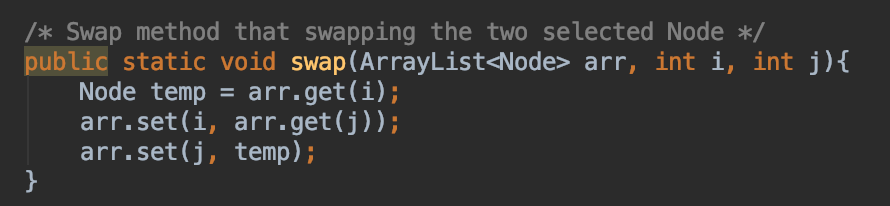 /* Swap method that swapping the two selected Node */
public static void swap(ArrayList<Node> arr, int i, int j){
    Node temp = arr.get(i);
    arr.set(i, arr.get(j));
    arr.set(j, temp);
}